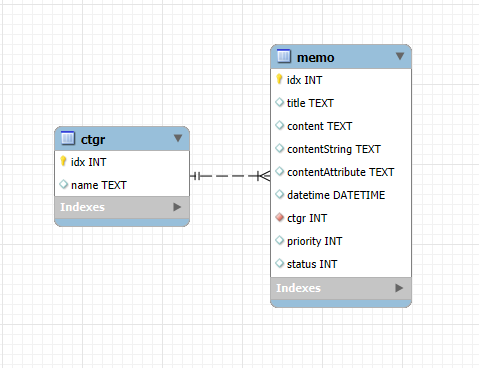 ctgr
idx INT
name TEXT
Indexes
memo
idx INT
title TEXT
content TEXT
contentString TEXT
contentAttribute TEXT
datetime DATETIME
ctgr INT
priority INT
status INT
Indexes